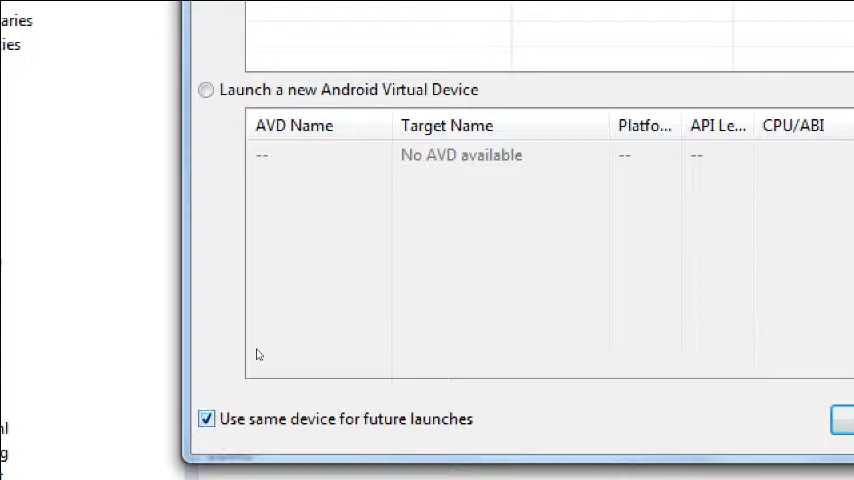 aries
ies
Launch a new Android Virtual Device
AVD Name Target Name Platfo... API Le... CPU/ABI
-- No AVD available -- --
Use same device for future launches
nl
g